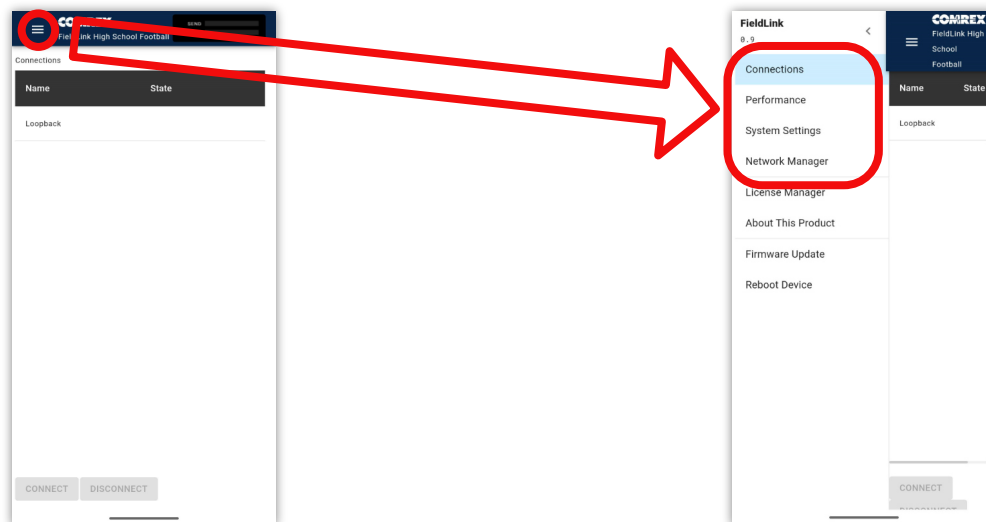 COMREX
FieldLink High School Football
SEND
Connections
Name State
Loopback
CONNECT DISCONNECT
FieldLink
0.9
Connections
Performance
System Settings
Network Manager
License Manager
About This Product
Firmware Update
Reboot Device
COMREX
FieldLink High
School
Football
Name State
Loopback
CONNECT
DISCONNECT